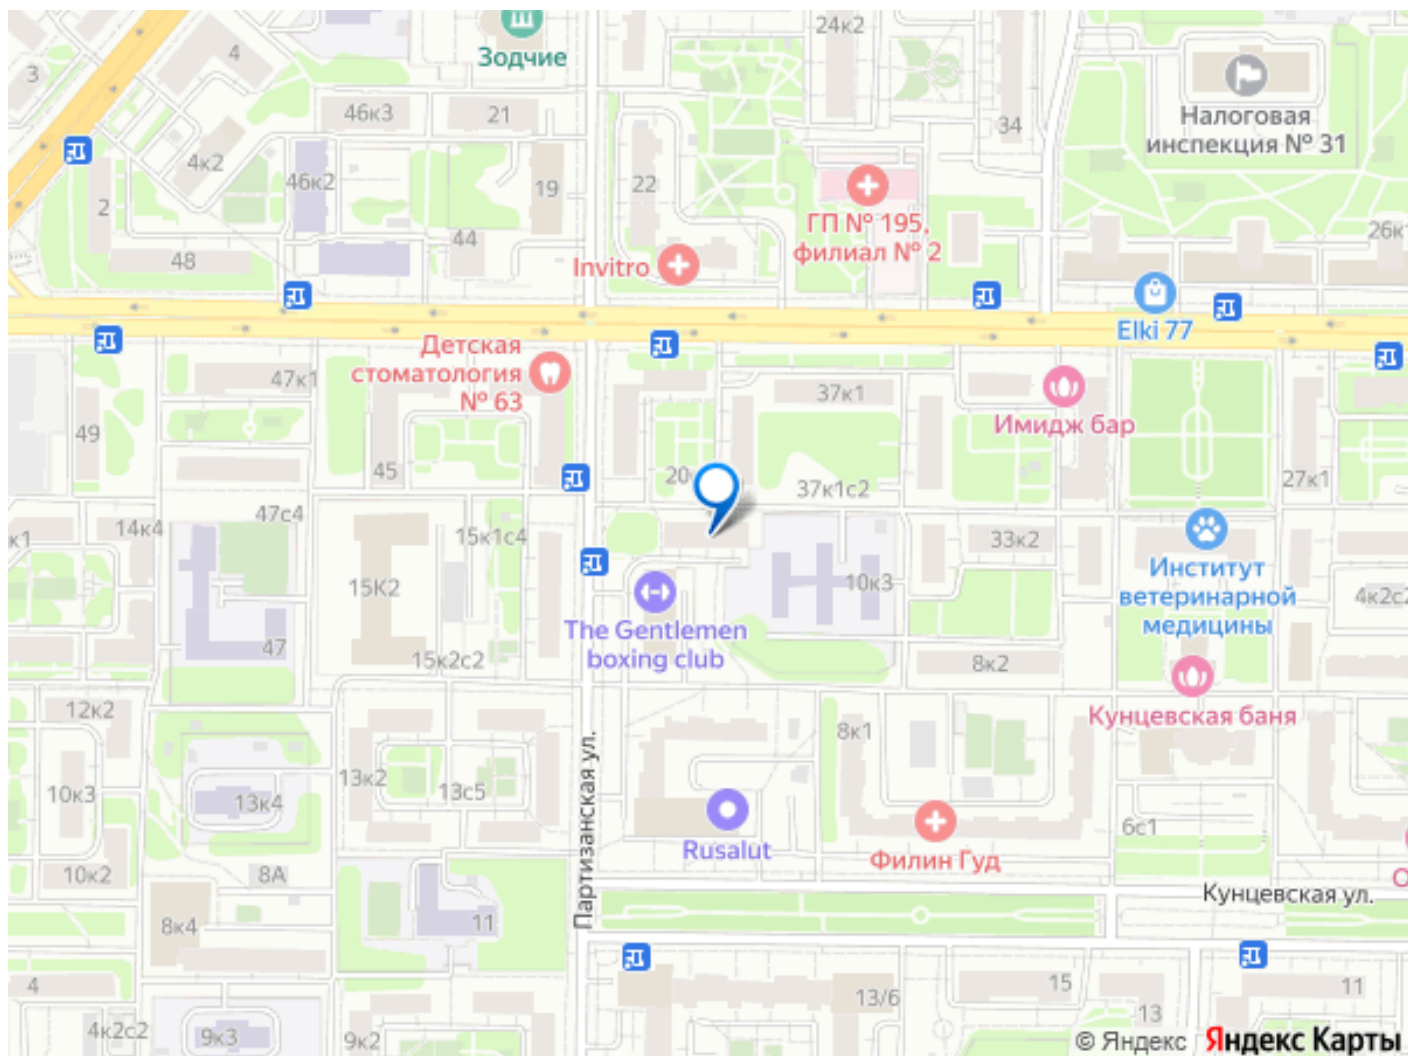 24к2
4
3
Зодчие
46к3
21
34
Налоговая
инспекция № 31
4к2
46к2
19
22
2
ГП № 195,
филиал № 2
26к1
44
48
Invitro
Elki 77
Детская
стоматология
№ 63
47к1
37к1
Имидж бар
49
45
20
37к1с2
27к1
47с4
14к4
к1
15к1с4
33к2
15К2
10к3
Институт
ветеринарной
медицины
4к2с2
The Gentlemen
boxing club
47
15к2с2
8к2
12к2
Кунцевская баня
8к1
Партизанская ул.
13к2
13с5
10к3
13к4
6с1
Rusalut
Филин Гуд
10к2
8А
О
Кунцевская ул.
8к4
11
4
13/6
15
13
11
4к2с2
9к3
9к2
© Яндекс Яндекс Карты